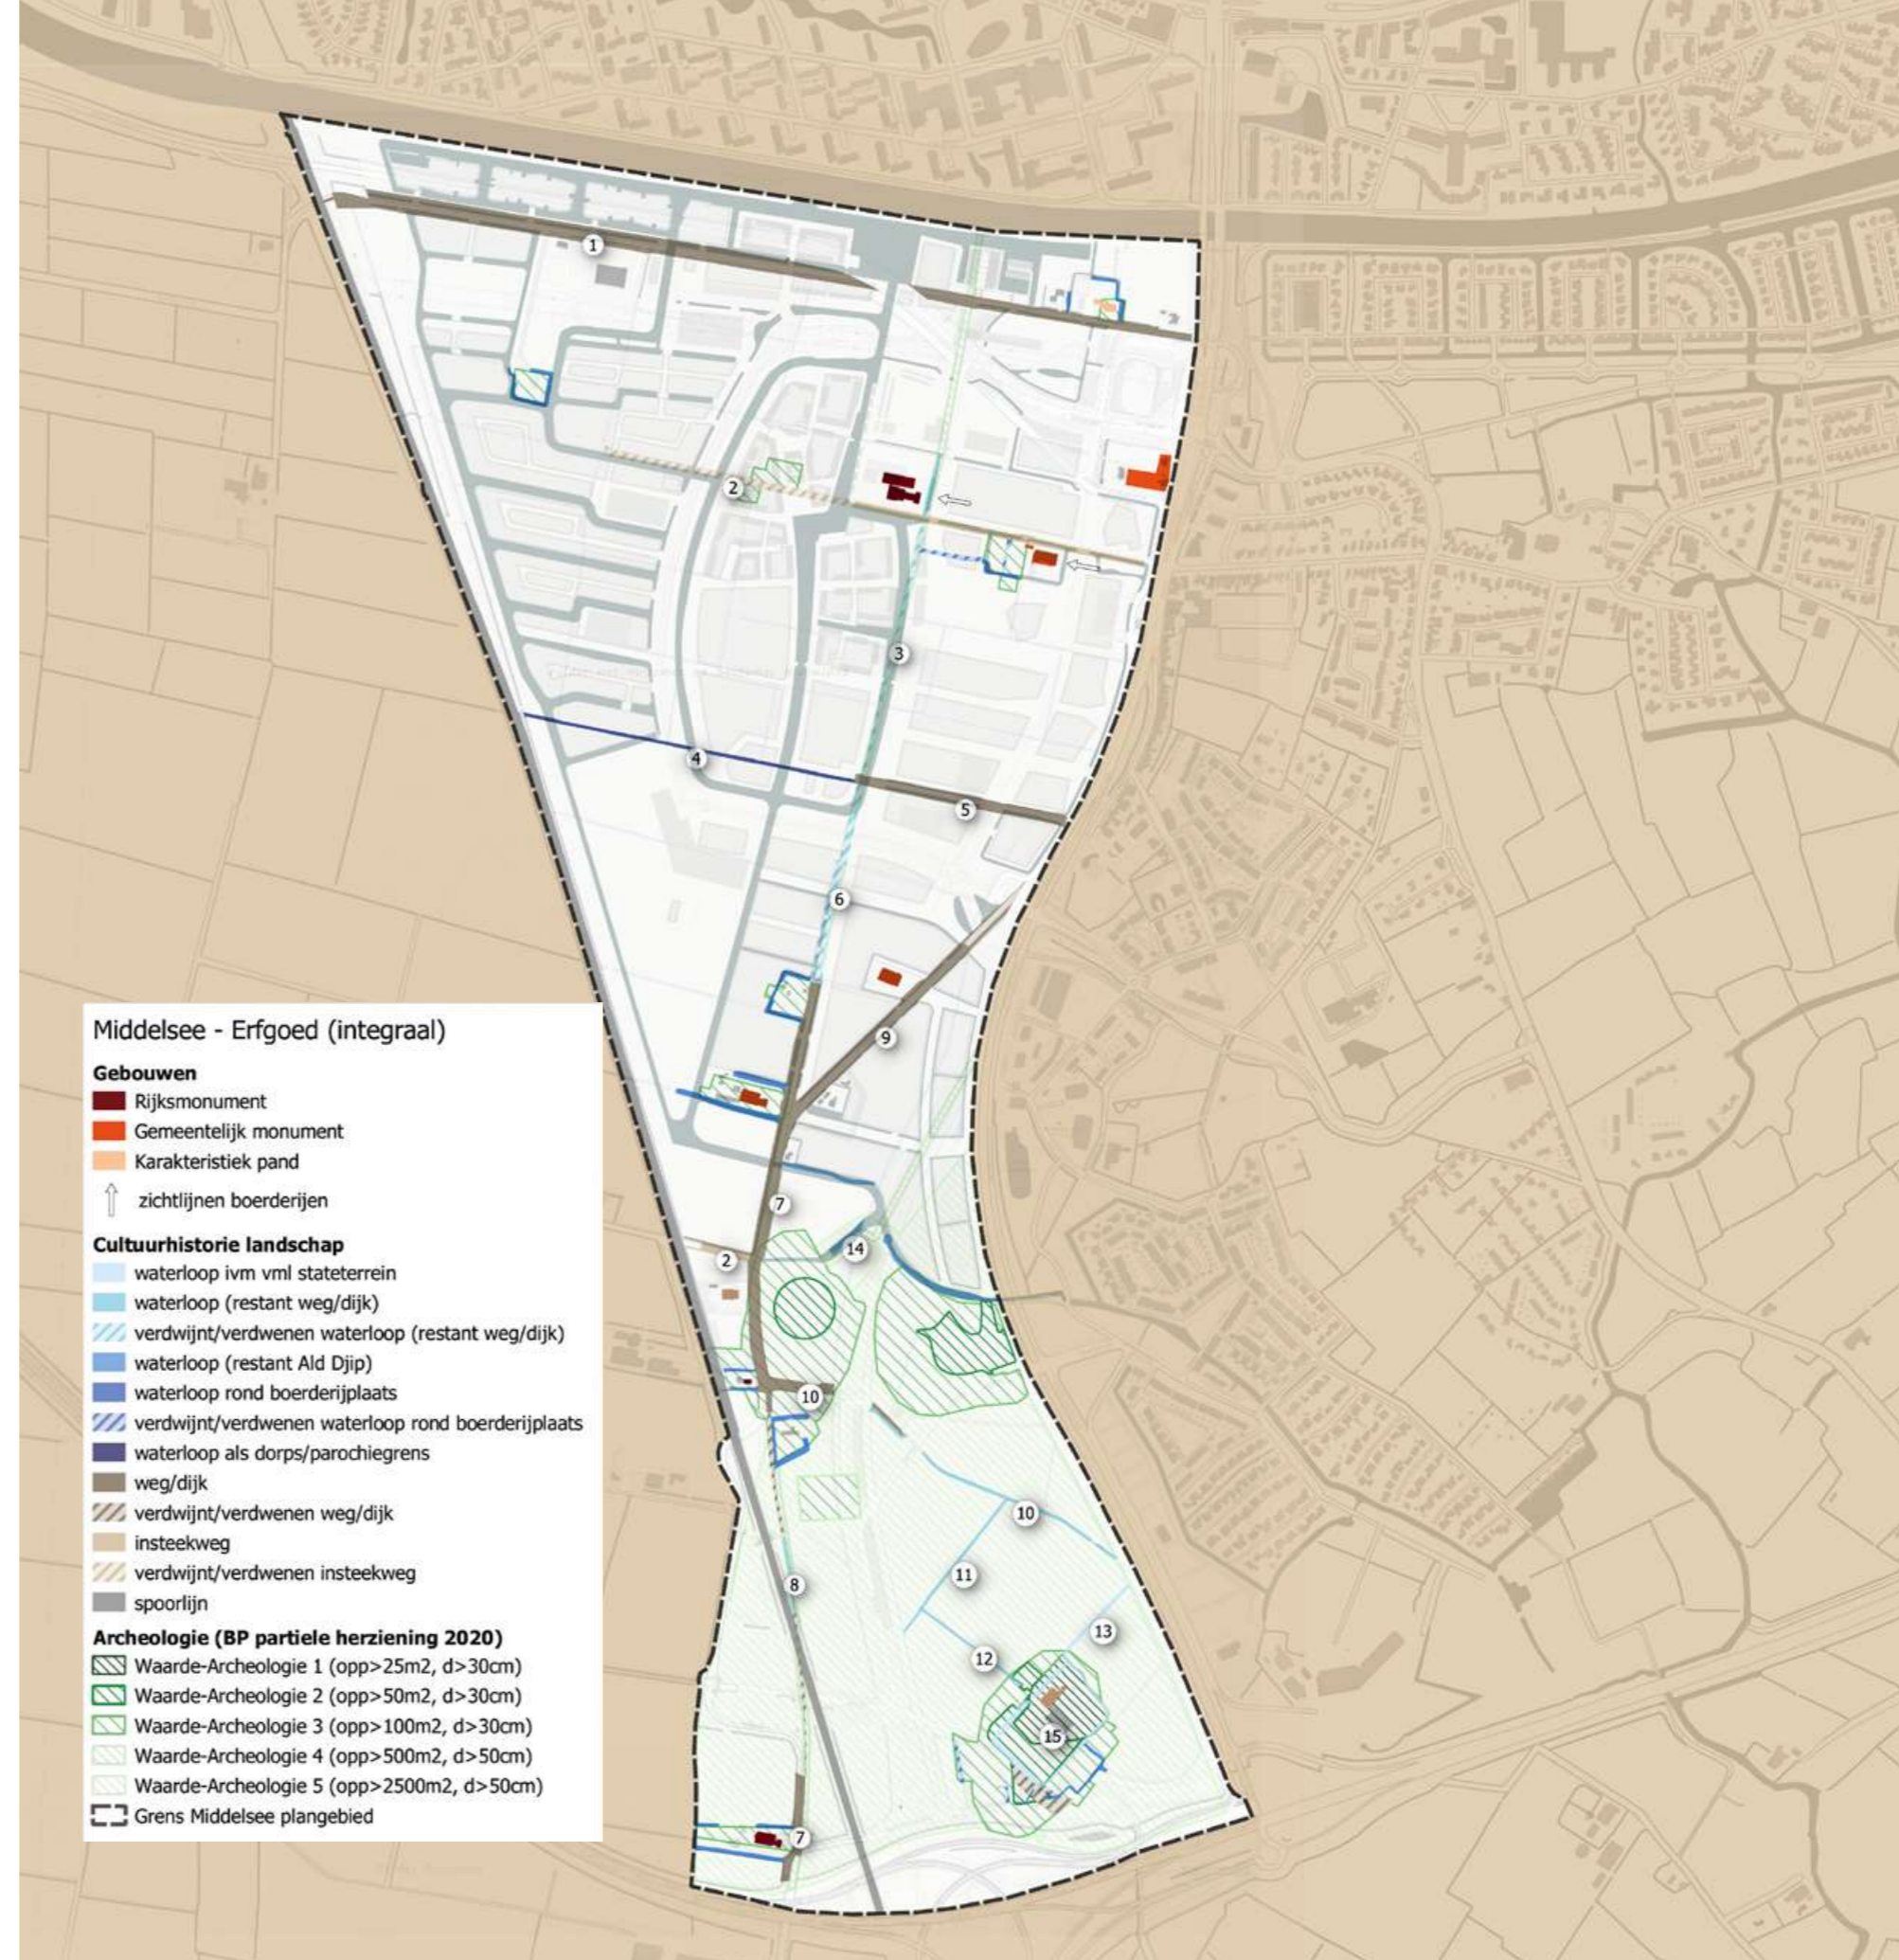 1
2
3
4
5
6
9
7
2
14
10
10
11
8
13
12
15
7
Middelsee - Erfgoed (integraal)
Gebouwen
Rijksmonument
Gemeentelijk monument
Karakteristiek pand
zichtlijnen boerderijen
Cultuurhistorie landschap
waterloop ivm vml stateterrein
waterloop (restant weg/dijk)
verdwijnt/verdwenen waterloop (restant weg/dijk)
waterloop (restant Ald Djip)
waterloop rond boerderijplaats
verdwijnt/verdwenen waterloop rond boerderijplaats
waterloop als dorps/parochiegrens
weg/dijk
verdwijnt/verdwenen weg/dijk
insteekweg
verdwijnt/verdwenen insteekweg
spoorlijn
Archeologie (BP partiele herziening 2020)
Waarde-Archeologie 1 (opp>25m2, d>30cm)
Waarde-Archeologie 2 (opp>50m2, d>30cm)
Waarde-Archeologie 3 (opp>100m2, d>30cm)
Waarde-Archeologie 4 (opp>500m2, d>50cm)
Waarde-Archeologie 5 (opp>2500m2, d>50cm)
Grens Middelsee plangebied